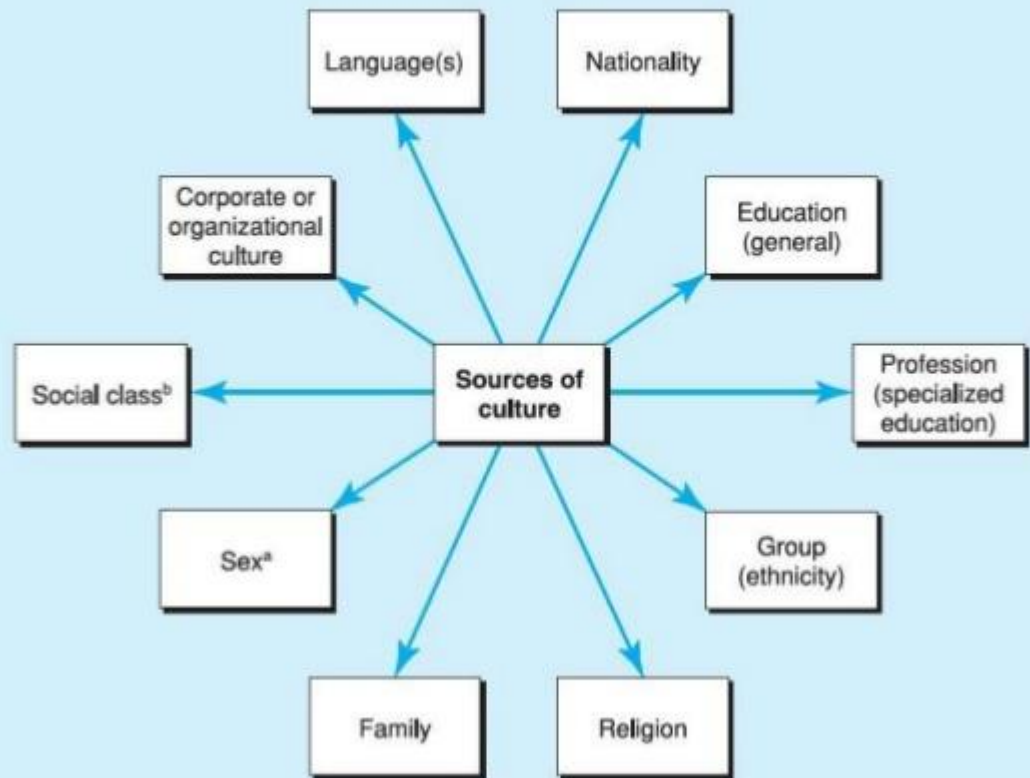 Language(s)
Nationality
Corporate or
organizational
culture
Education
(general)
Social classᵇ
Sources of
culture
Profession
(specialized
education)
Sexᵃ
Group
(ethnicity)
Family
Religion